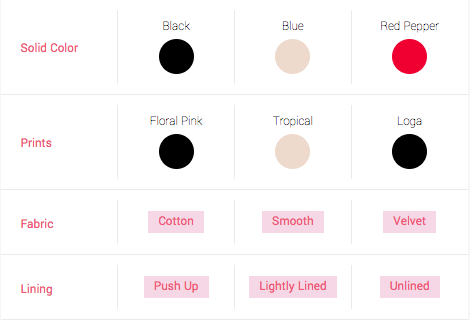 Black Blue Red Pepper
Solid Color
Floral Pink Tropical Loga
Prints
Fabric Cotton Smooth Velvet
Lining Push Up Lightly Lined Unlined